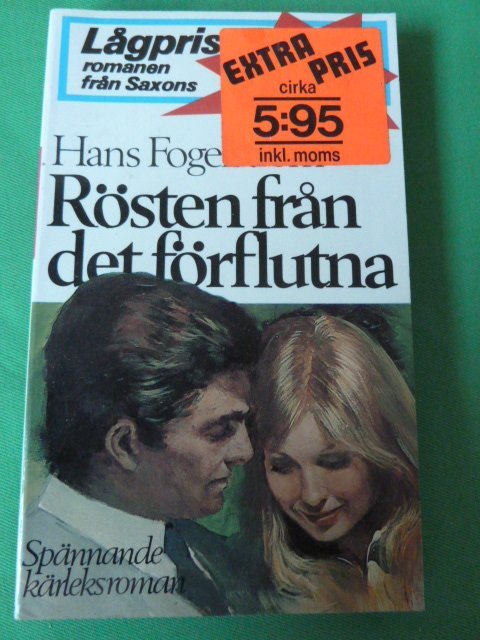 Lågpris
romanen
från Saxons
EXTRA
PRIS
cirka
5:95
inkl. moms
Hans
Rösten från
det förflutna
Spännande
kärleksroman